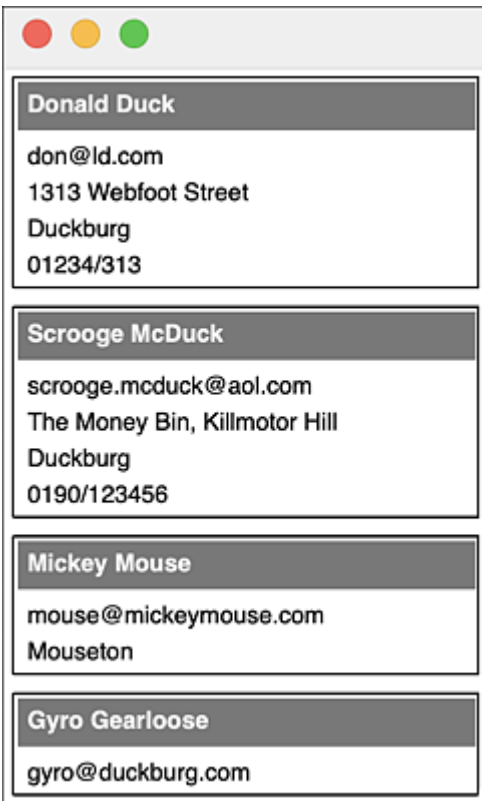 Donald Duck
don@ld.com
1313 Webfoot Street
Duckburg
01234/313
Scrooge McDuck
scrooge.mcduck@aol.com
The Money Bin, Killmotor Hill
Duckburg
0190/123456
Mickey Mouse
mouse@mickeymouse.com
Mouseton
Gyro Gearloose
gyro@duckburg.com